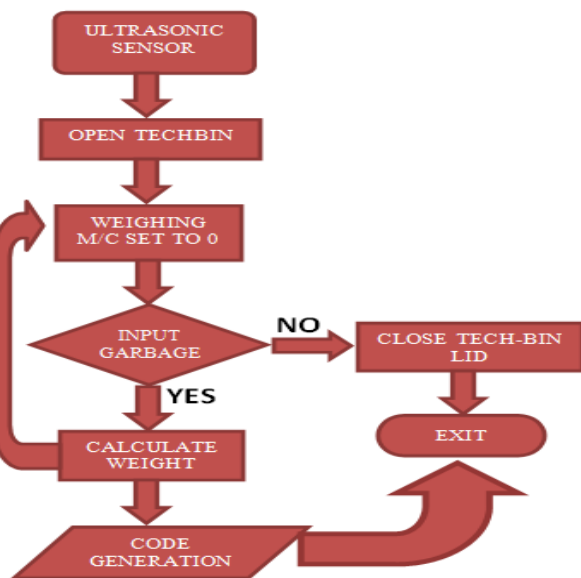 ULTRASONIC
SENSOR
OPEN TECHBIN
WEIGHING
M/C SET TO 0
INPUT
GARBAGE
NO
CLOSE TECH-BIN
LID
YES
EXIT
CALCULATE
WEIGHT
CODE
GENERATION